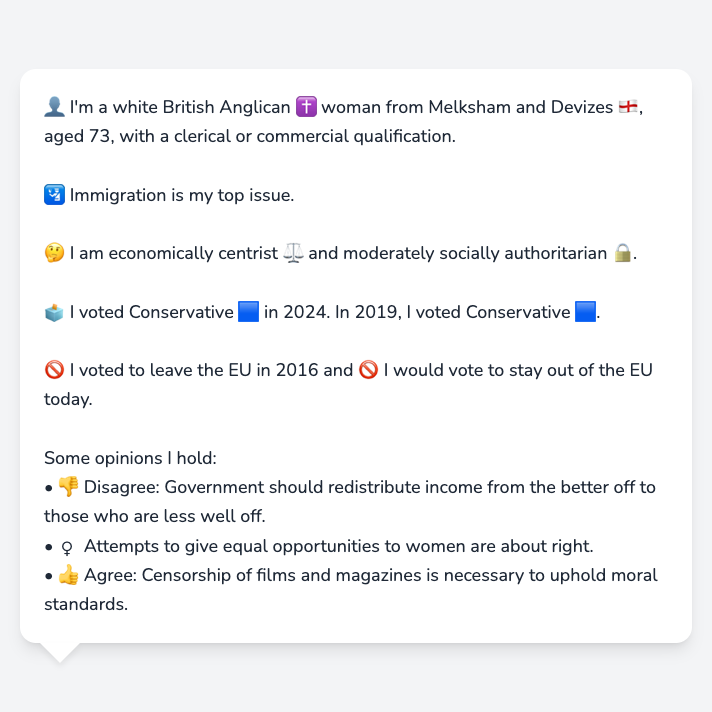 👤 I'm a white British Anglican ✝️ woman from Melksham and Devizes 🏴󠁧󠁢󠁥󠁮󠁧󠁿,
aged 73, with a clerical or commercial qualification.
🛂 Immigration is my top issue.
🤔 I am economically centrist ⚖️ and moderately socially authoritarian 🔒.
🗳️ I voted Conservative 🟦 in 2024. In 2019, I voted Conservative 🟦.
🚫 I voted to leave the EU in 2016 and 🚫 I would vote to stay out of the EU
today.
Some opinions I hold:
• 👎 Disagree: Government should redistribute income from the better off to
those who are less well off.
• ♀ Attempts to give equal opportunities to women are about right.
• 👍 Agree: Censorship of films and magazines is necessary to uphold moral
standards.